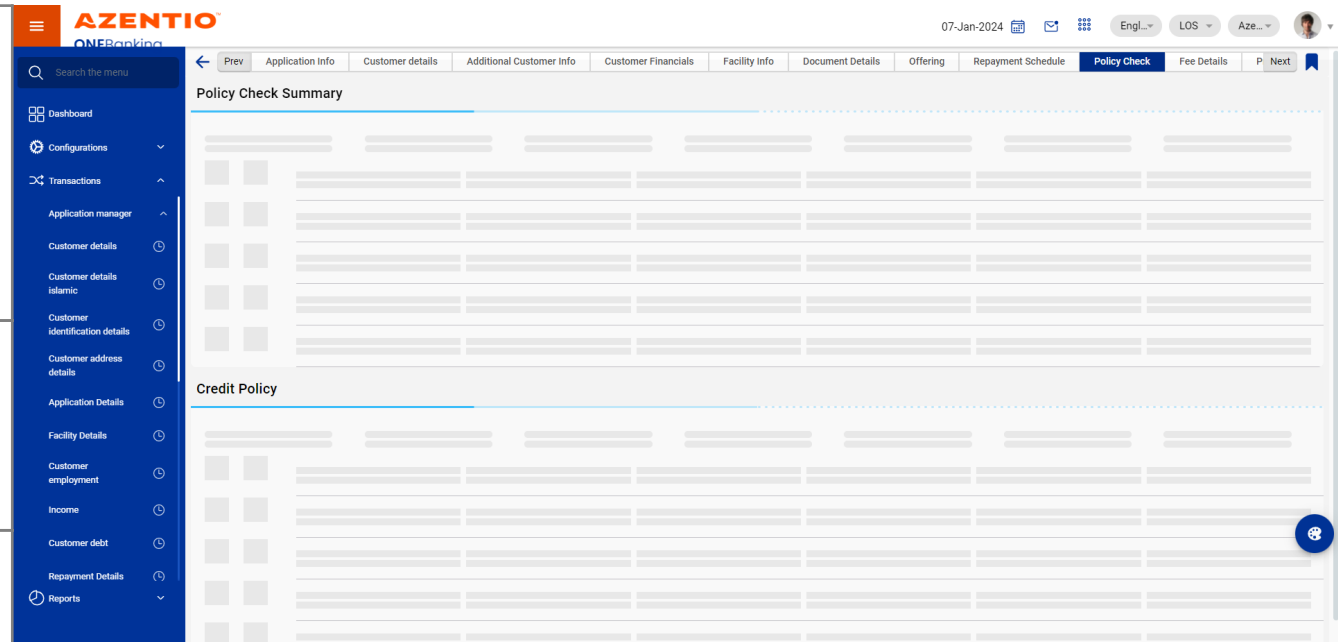 AZENTIO
ONEBanking
07-Jan-2024
Engl...
LOS
Aze...
Search the menu
Dashboard
Configurations
Transactions
Application manager
Customer details
Customer details
islamic
Customer
identification details
Customer address
details
Application Details
Facility Details
Customer
employment
Income
Customer debt
Repayment Details
Reports
Prev
Application Info
Customer details
Additional Customer Info
Customer Financials
Facility Info
Document Details
Offering
Repayment Schedule
Policy Check
Fee Details
P
Next
Policy Check Summary
Credit Policy